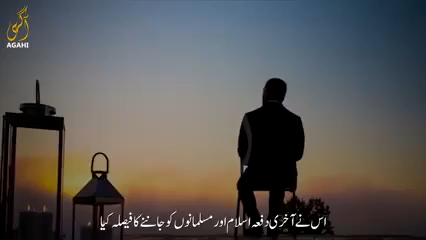 آگہی
AGAHI
اس نے آخری دفعہ اسلام اور مسلمانوں کو جاننے کا فیصلہ کیا